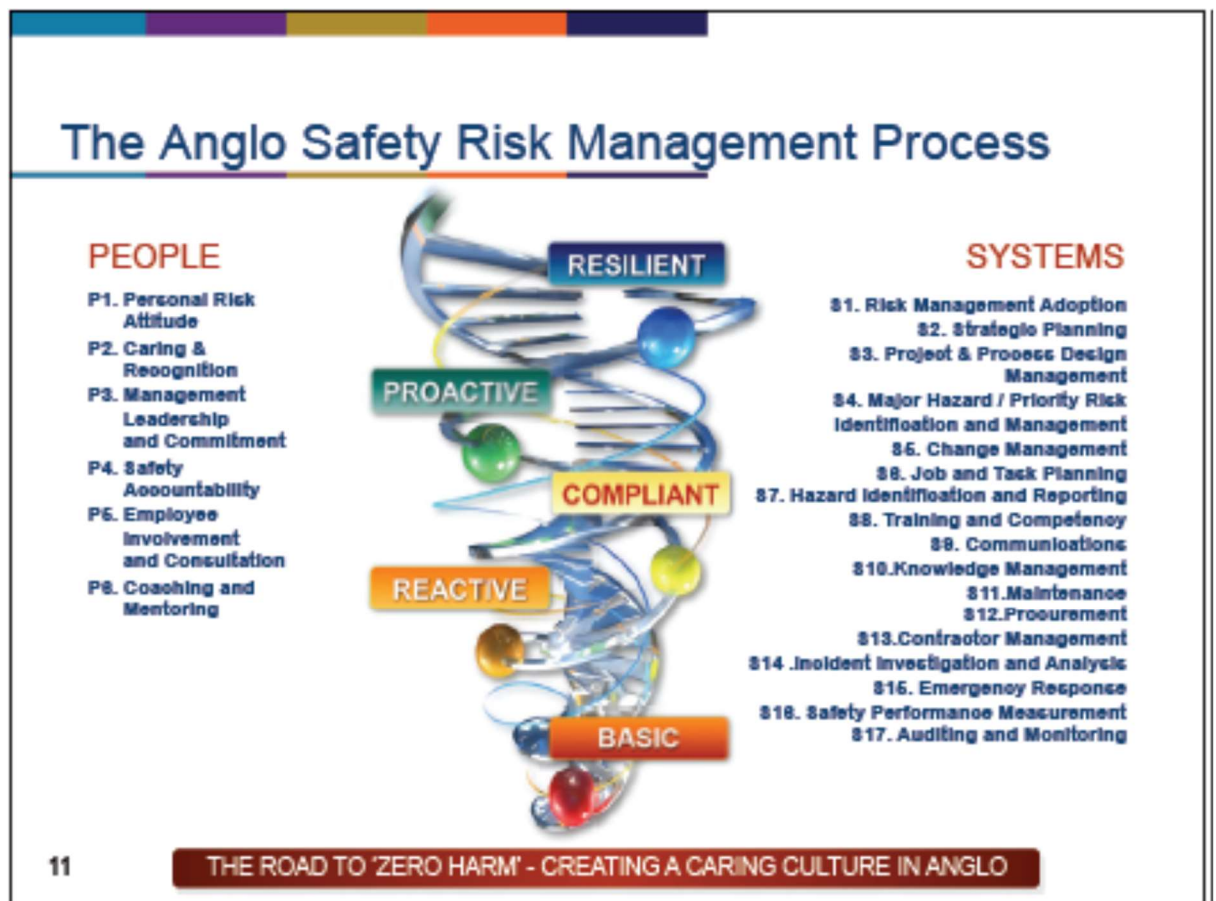 The Anglo Safety Risk Management Process
PEOPLE
P1. Personal Risk
Attitude
P2. Caring &
Recognition
P3. Management
Leadership
and Commitment
P4. Safety
Accountability
P5. Employee
Involvement
and Consultation
P6. Coaching and
Mentoring
RESILIENT
PROACTIVE
COMPLIANT
REACTIVE
BASIC
SYSTEMS
S1. Risk Management Adoption
S2. Strategic Planning
S3. Project & Process Design
Management
S4. Major Hazard / Priority Risk
Identification and Management
S5. Change Management
S6. Job and Task Planning
S7. Hazard Identification and Reporting
S8. Training and Competency
S9. Communications
S10.Knowledge Management
S11.Maintenance
S12.Procurement
S13.Contractor Management
S14 .Incident Investigation and Analysis
S15. Emergency Response
S16. Safety Performance Measurement
S17. Auditing and Monitoring
11
THE ROAD TO 'ZERO HARM' - CREATING A CARING CULTURE IN ANGLO